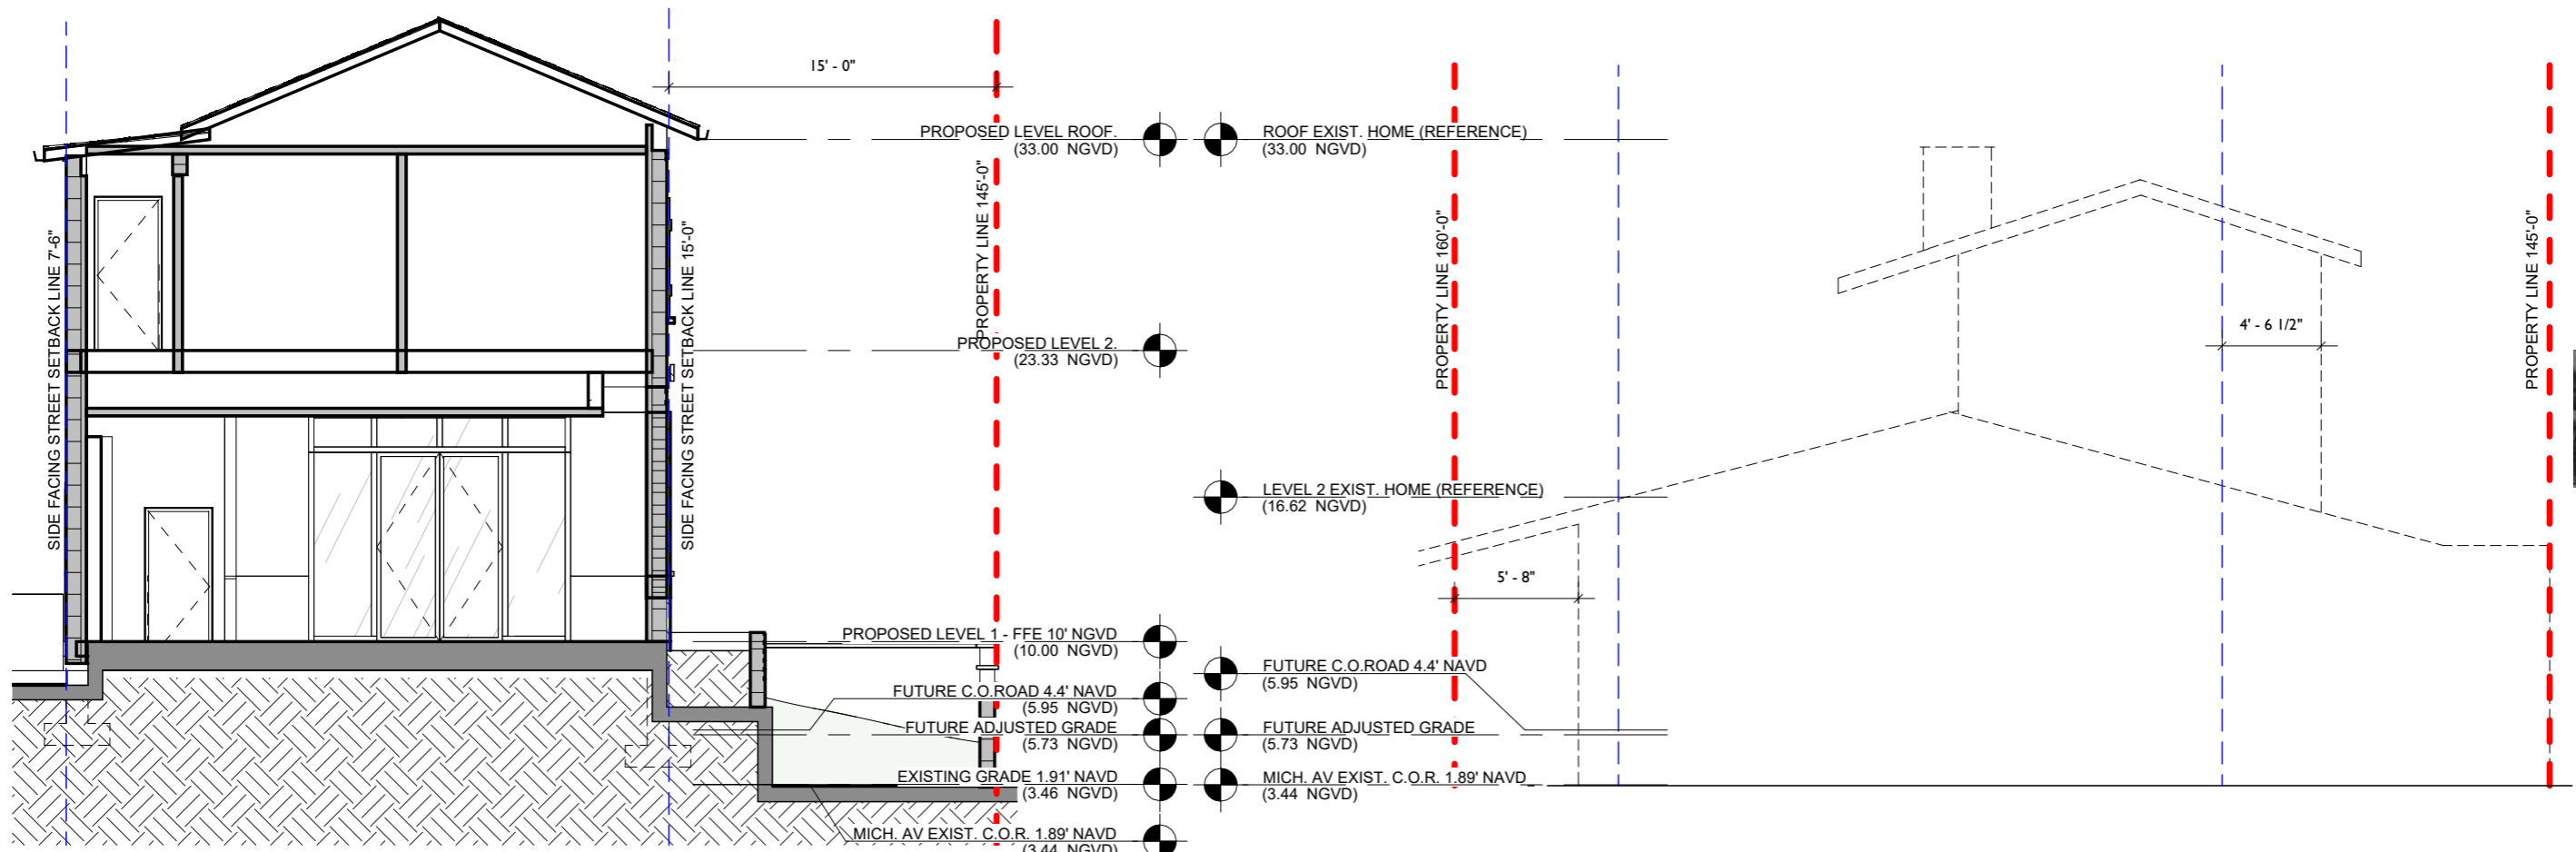 15' - 0"
PROPOSED LEVEL ROOF.
(33.00 NGVD)
ROOF EXIST. HOME (REFERENCE)
(33.00 NGVD)
SIDE FACING STREET SETBACK LINE 7'-6"
SIDE FACING STREET SETBACK LINE 15'-0"
PROPERTY LINE 145'-0"
PROPERTY LINE 160'-0"
PROPERTY LINE 145'-0"
4' - 6 1/2"
PROPOSED LEVEL 2.
(23.33 NGVD)
LEVEL 2 EXIST. HOME (REFERENCE)
(16.62 NGVD)
5' - 8"
PROPOSED LEVEL 1 - FFE 10' NGVD
(10.00 NGVD)
FUTURE C.O.ROAD 4.4' NAVD
(5.95 NGVD)
FUTURE C.O.ROAD 4.4' NAVD
(5.95 NGVD)
FUTURE ADJUSTED GRADE
(5.73 NGVD)
FUTURE ADJUSTED GRADE
(5.73 NGVD)
EXISTING GRADE 1.91' NAVD
(3.46 NGVD)
MICH. AV EXIST. C.O.R. 1.89' NAVD
(3.44 NGVD)
MICH. AV EXIST. C.O.R. 1.89' NAVD
(3.44 NGVD)